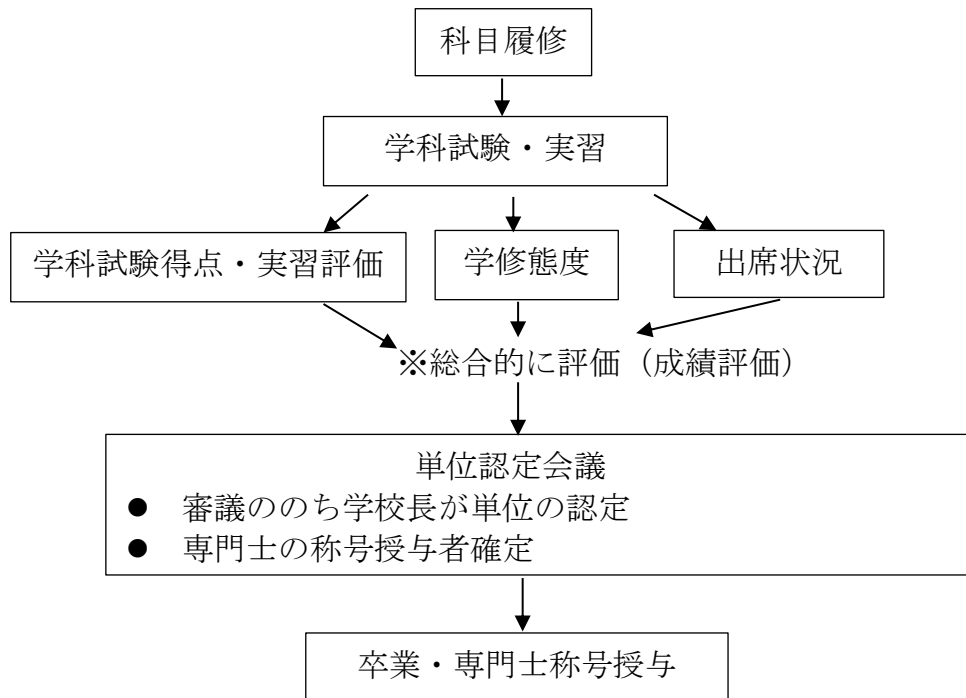 科目履修
学科試験・実習
学科試験得点・実習評価
学修態度
出席状況
※総合的に評価（成績評価）
単位認定会議
● 審議ののち学校長が単位の認定
● 専門士の称号授与者確定
卒業・専門士称号授与